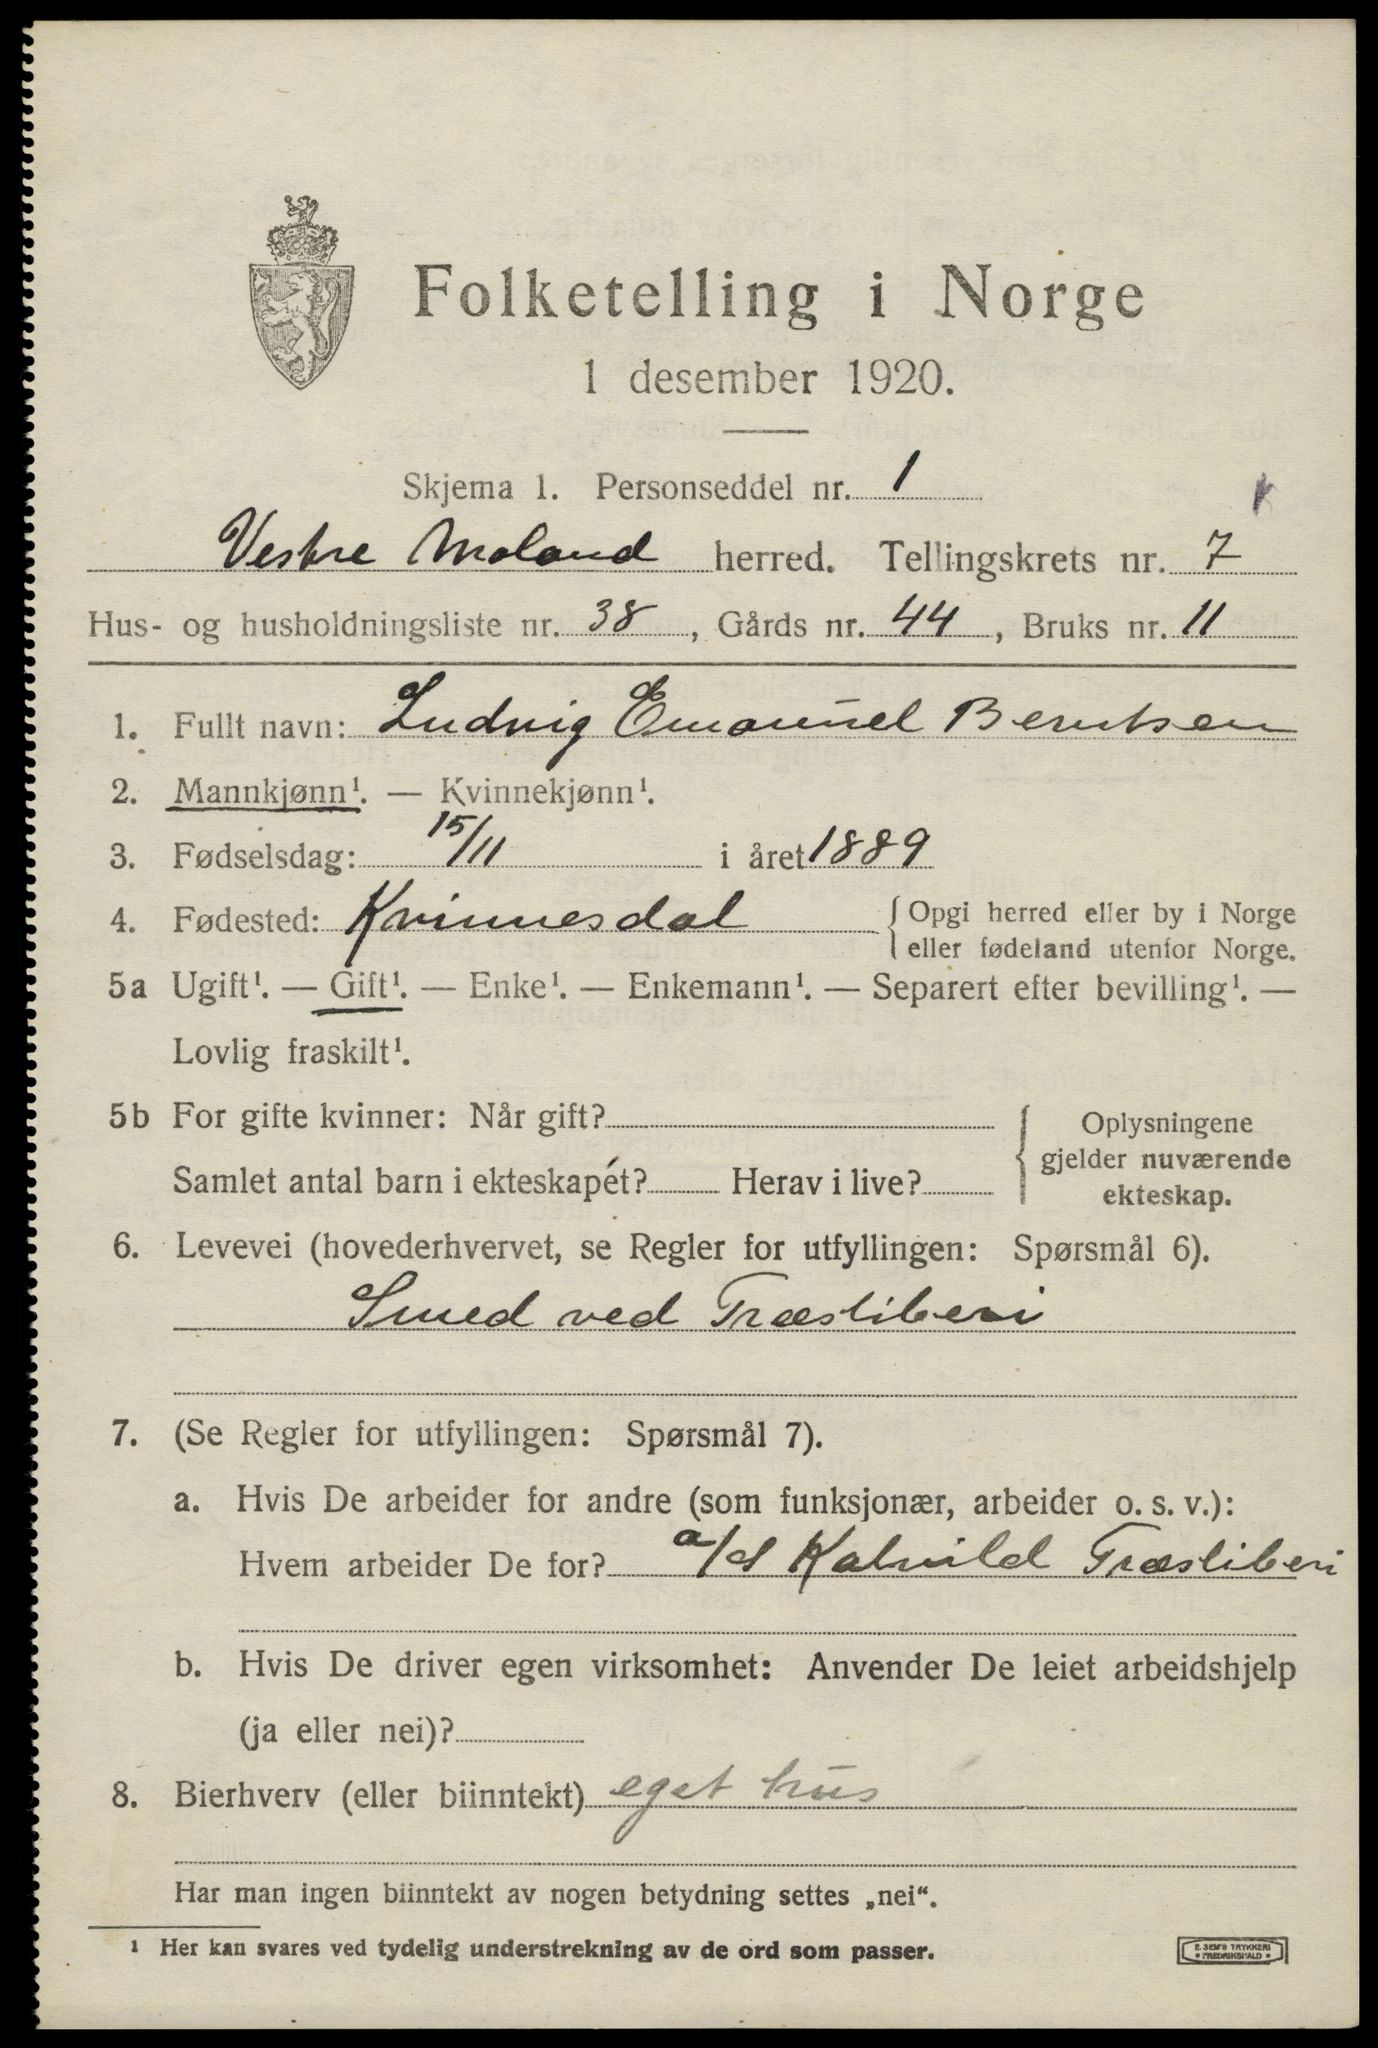 Folketelling i Norge
1 desember 1920.
Skjema 1. Personseddel nr. 1
Vestre Moland herred. Tellingskrets nr. 7
Hus- og husholdningsliste nr. 38, Gårds nr. 44, Bruks nr. 11
1. Fullt navn: Ludvig Emanuel Berntsen
2. Mannkjønn¹. — Kvinnekjønn¹.
3. Fødselsdag: 15/11 i året 1889
4. Fødested: Kvinnesdal { Opgi herred eller by i Norge
eller fødeland utenfor Norge.
5a Ugift¹. — Gift¹. — Enke¹. — Enkemann¹. — Separert efter bevilling¹. —
Lovlig fraskilt¹.
5b For gifte kvinner: Når gift?
Samlet antal barn i ekteskapet? Herav i live?
{ Oplysningene
gjelder nuværende
ekteskap.
6. Levevei (hovederhvervet, se Regler for utfyllingen: Spørsmål 6).
Smed ved Træsliberi
7. (Se Regler for utfyllingen: Spørsmål 7).
a. Hvis De arbeider for andre (som funksjonær, arbeider o. s. v.):
Hvem arbeider De for? a/s Kalvild Træsliberi
b. Hvis De driver egen virksomhet: Anvender De leiet arbeidshjelp
(ja eller nei)?
8. Bierhverv (eller biinntekt) eget hus
Har man ingen biinntekt av nogen betydning settes „nei“.
¹ Her kan svares ved tydelig understrekning av de ord som passer.
E. SEM'S TRYKKERI
• FREDRIKSHALD •